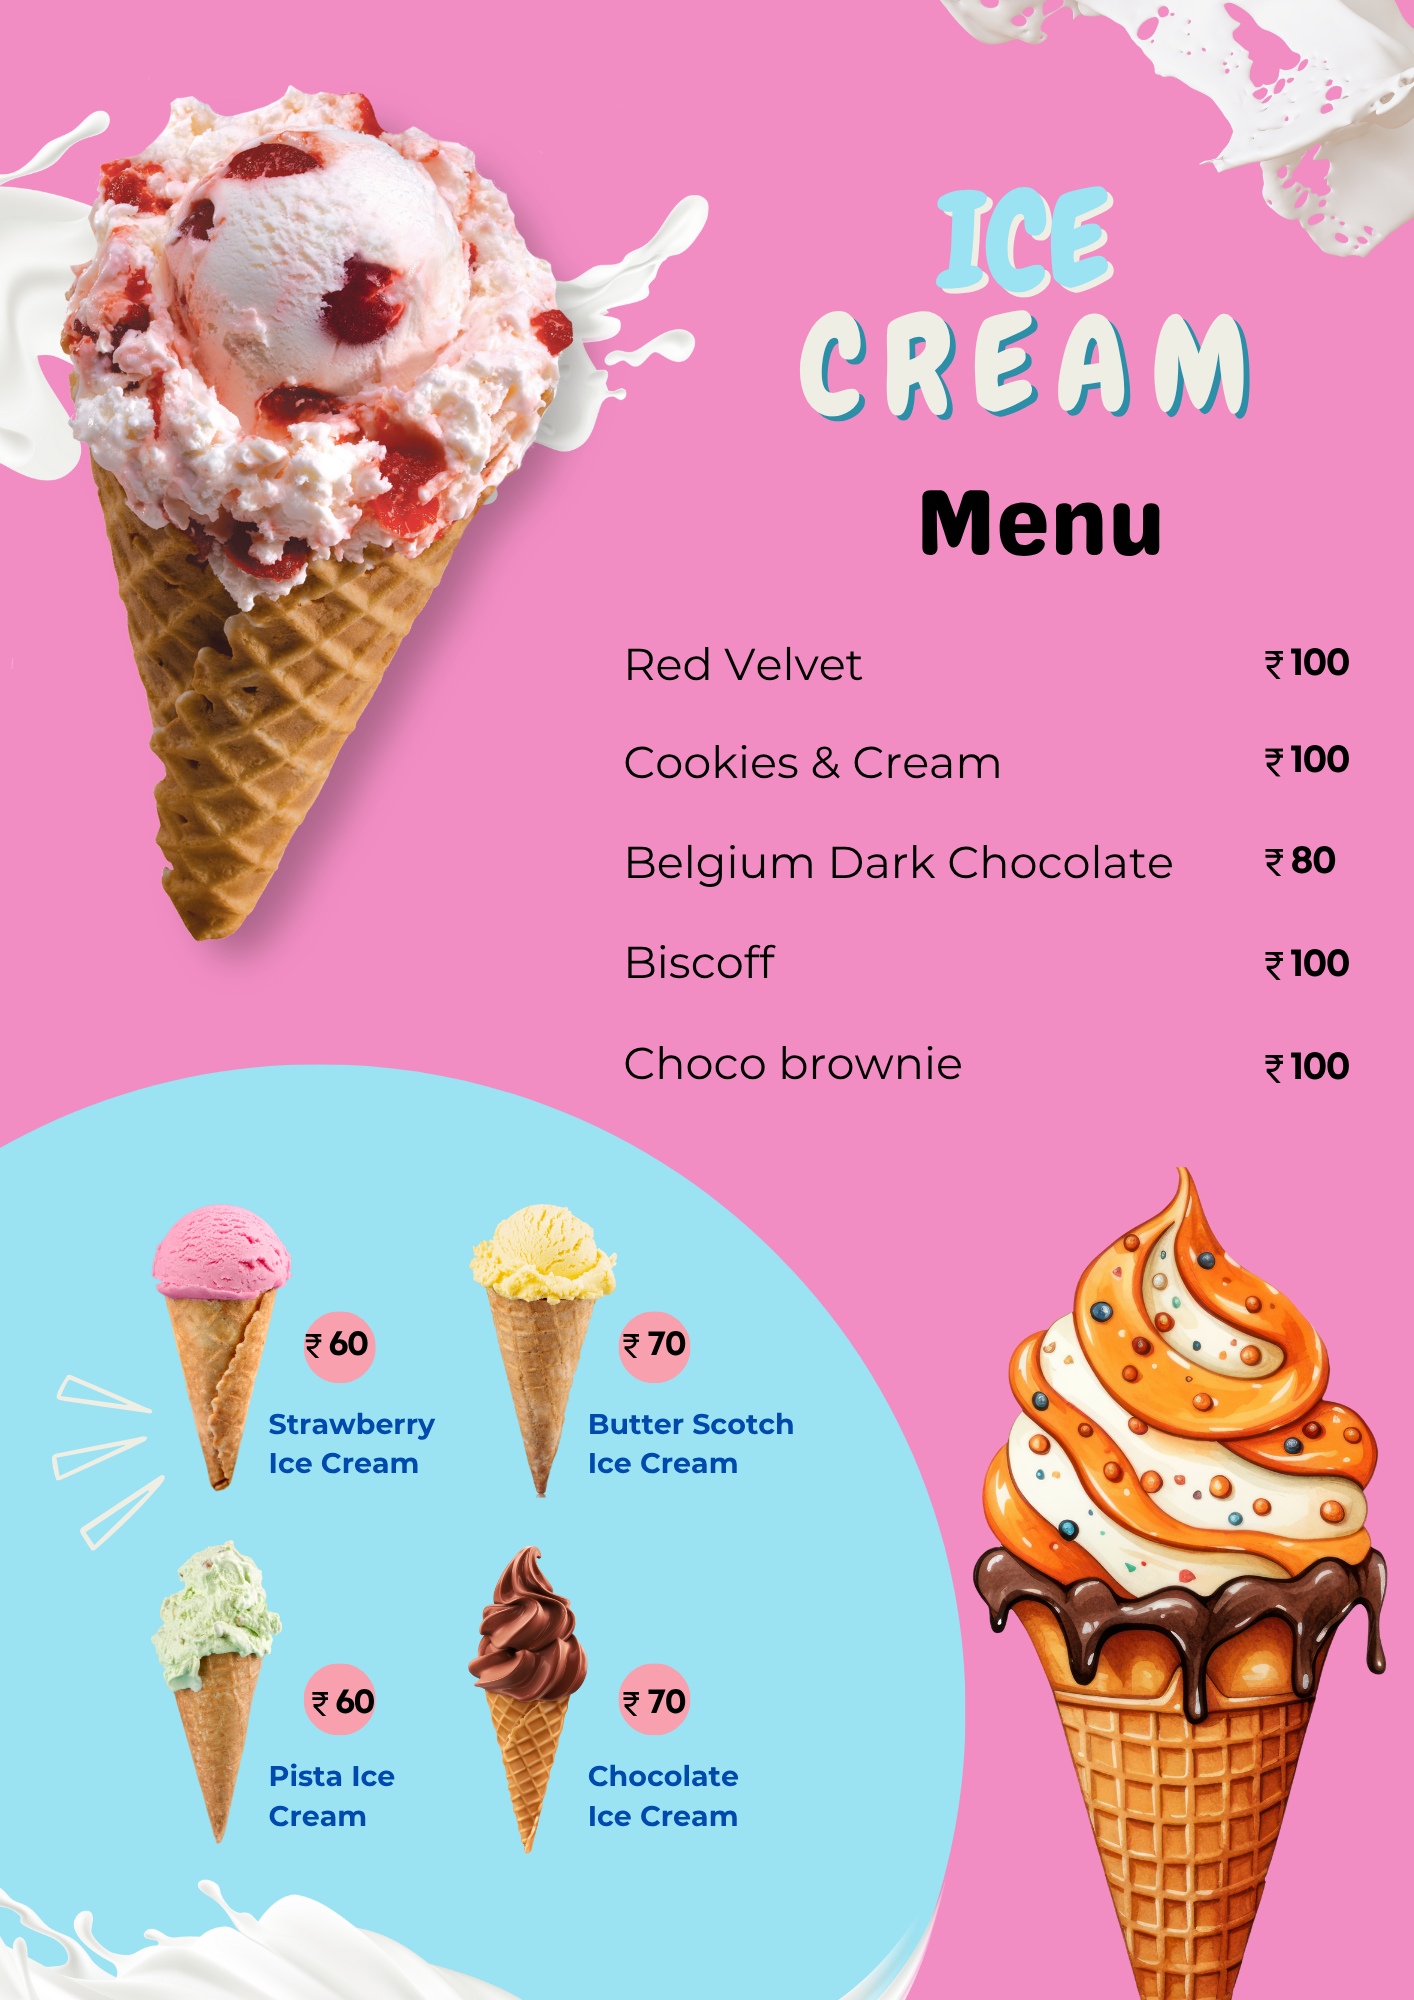 ICE
CREAM
Menu
Red Velvet ₹ 100
Cookies & Cream ₹ 100
Belgium Dark Chocolate ₹ 80
Biscoff ₹ 100
Choco brownie ₹ 100
₹ 60
Strawberry
Ice Cream
₹ 70
Butter Scotch
Ice Cream
₹ 60
Pista Ice
Cream
₹ 70
Chocolate
Ice Cream